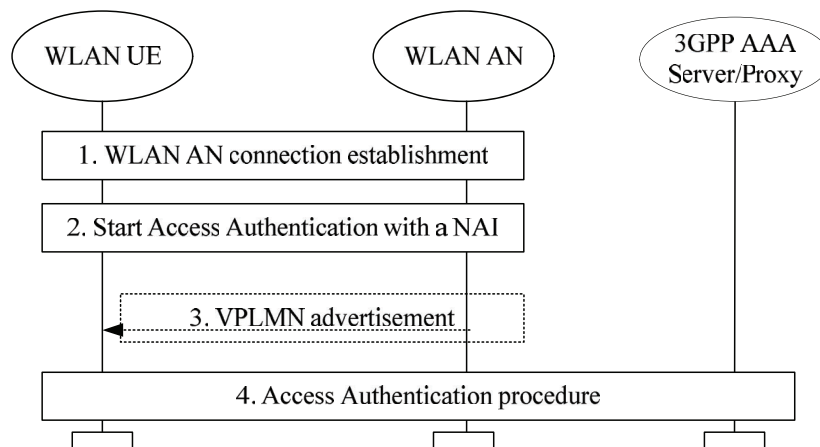 WLAN UE
WLAN AN
3GPP AAA
Server/Proxy
1. WLAN AN connection establishment
2. Start Access Authentication with a NAI
3. VPLMN advertisement
4. Access Authentication procedure